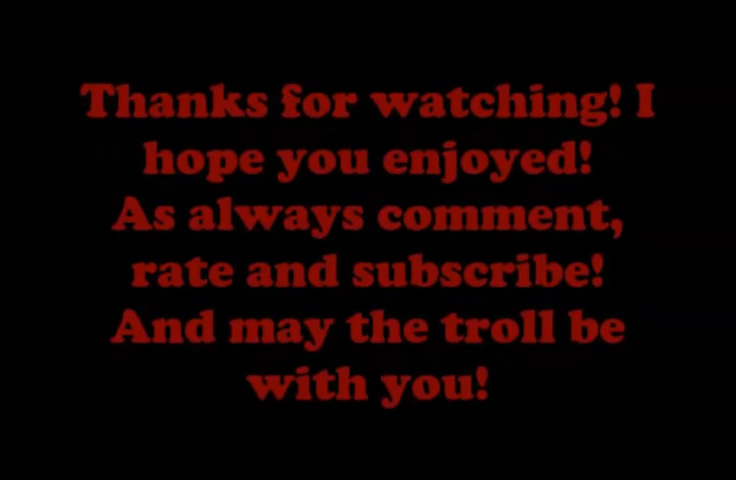 Thanks for watching! I
hope you enjoyed!
As always comment,
rate and subscribe!
And may the troll be
with you!